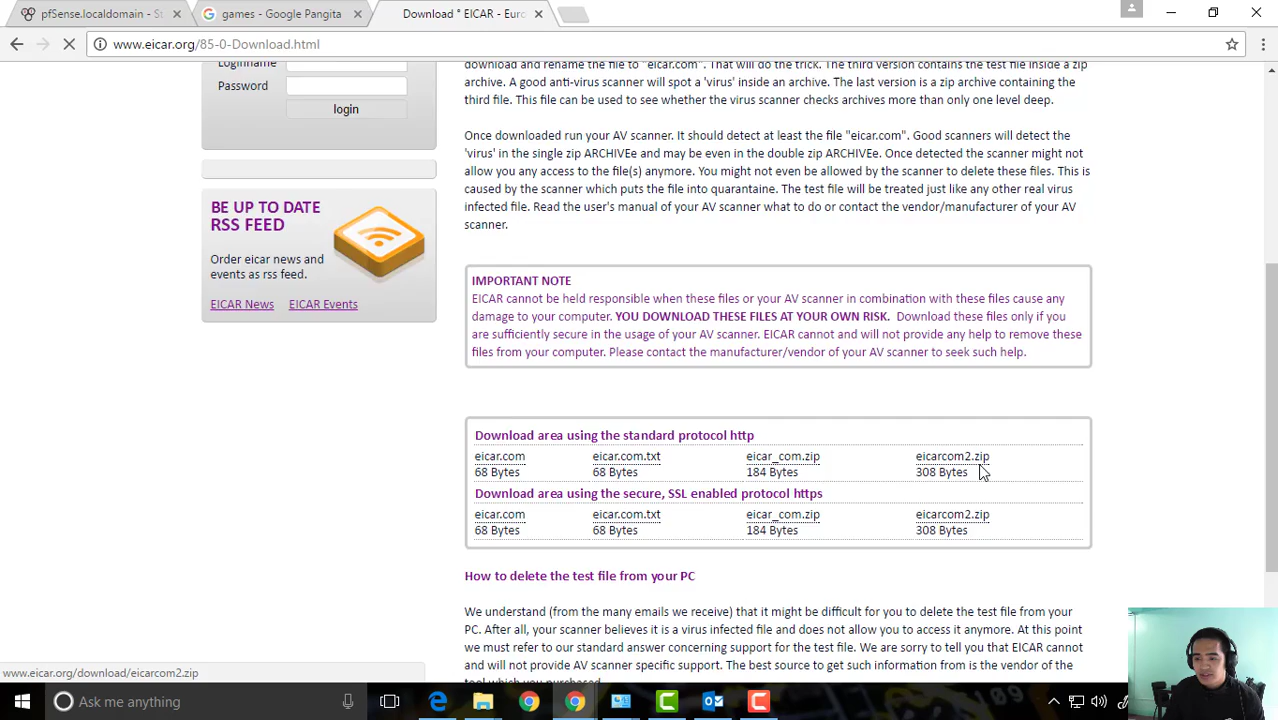 pfSense.localdomain - St
games - Google Pangita
Download ° EICAR - Euro
www.eicar.org/85-0-Download.html
Loginname
Password
login
BE UP TO DATE
RSS FEED
Order eicar news and
events as rss feed.
EICAR News EICAR Events
download and rename the file to "eicar.com". That will do the trick. The third version contains the test file inside a zip
archive. A good anti-virus scanner will spot a 'virus' inside an archive. The last version is a zip archive containing the
third file. This file can be used to see whether the virus scanner checks archives more than only one level deep.
Once downloaded run your AV scanner. It should detect at least the file "eicar.com". Good scanners will detect the
'virus' in the single zip ARCHIVEe and may be even in the double zip ARCHIVEe. Once detected the scanner might not
allow you any access to the file(s) anymore. You might not even be allowed by the scanner to delete these files. This is
caused by the scanner which puts the file into quarantaine. The test file will be treated just like any other real virus
infected file. Read the user's manual of your AV scanner what to do or contact the vendor/manufacturer of your AV
scanner.
IMPORTANT NOTE
EICAR cannot be held responsible when these files or your AV scanner in combination with these files cause any
damage to your computer. YOU DOWNLOAD THESE FILES AT YOUR OWN RISK. Download these files only if you
are sufficiently secure in the usage of your AV scanner. EICAR cannot and will not provide any help to remove these
files from your computer. Please contact the manufacturer/vendor of your AV scanner to seek such help.
Download area using the standard protocol http
eicar.com eicar.com.txt eicar_com.zip eicarcom2.zip
68 Bytes 68 Bytes 184 Bytes 308 Bytes
Download area using the secure, SSL enabled protocol https
eicar.com eicar.com.txt eicar_com.zip eicarcom2.zip
68 Bytes 68 Bytes 184 Bytes 308 Bytes
How to delete the test file from your PC
We understand (from the many emails we receive) that it might be difficult for you to delete the test file from your
PC. After all, your scanner believes it is a virus infected file and does not allow you to access it anymore. At this point
we must refer to our standard answer concerning support for the test file. We are sorry to tell you that EICAR cannot
and will not provide AV scanner specific support. The best source to get such information from is the vendor of the
tool which you purchased.
www.eicar.org/download/eicarcom2.zip
Ask me anything